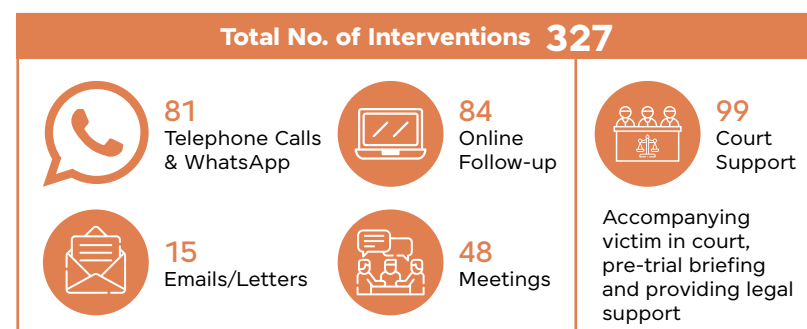 Total No. of Interventions 327
81
Telephone Calls
& WhatsApp
84
Online
Follow-up
15
Emails/Letters
48
Meetings
99
Court
Support
Accompanying
victim in court,
pre-trial briefing
and providing legal
support